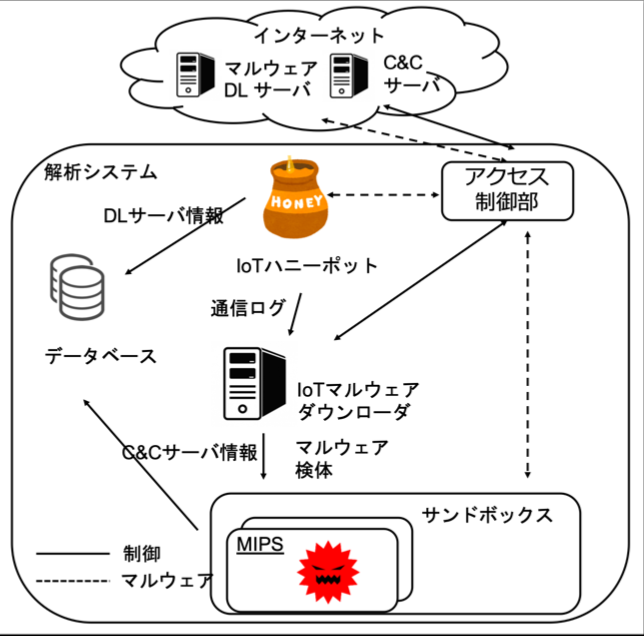 インターネット
マルウェア
DL サーバ
C&C
サーバ
解析システム
アクセス
制御部
HONEY
DLサーバ情報
IoTハニーポット
通信ログ
データベース
IoTマルウェア
ダウンローダ
C&Cサーバ情報
マルウェア
検体
サンドボックス
MIPS
制御
マルウェア